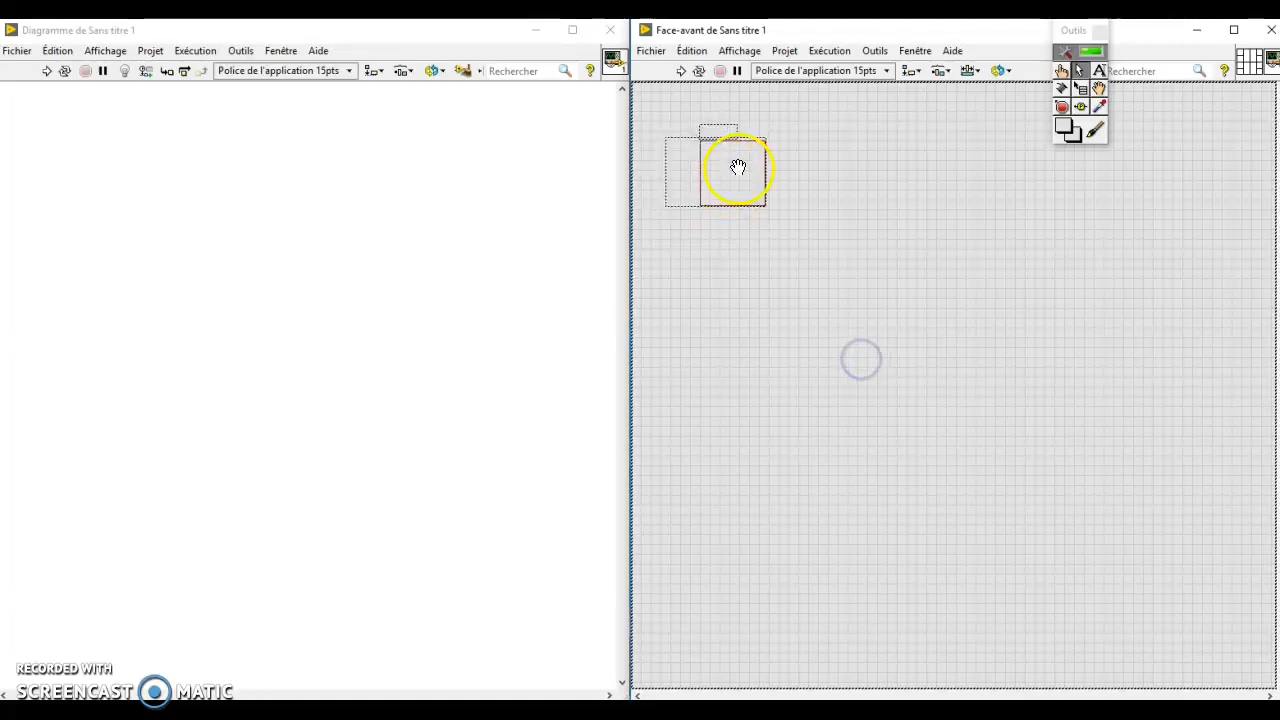 Diagramme de Sans titre 1
Fichier Édition Affichage Projet Exécution Outils Fenêtre Aide
Police de l'application 15pts
Rechercher
Face-avant de Sans titre 1
Fichier Édition Affichage Projet Exécution Outils Fenêtre Aide
Police de l'application 15pts
Rechercher
Outils
RECORDED WITH
SCREENCAST MATIC